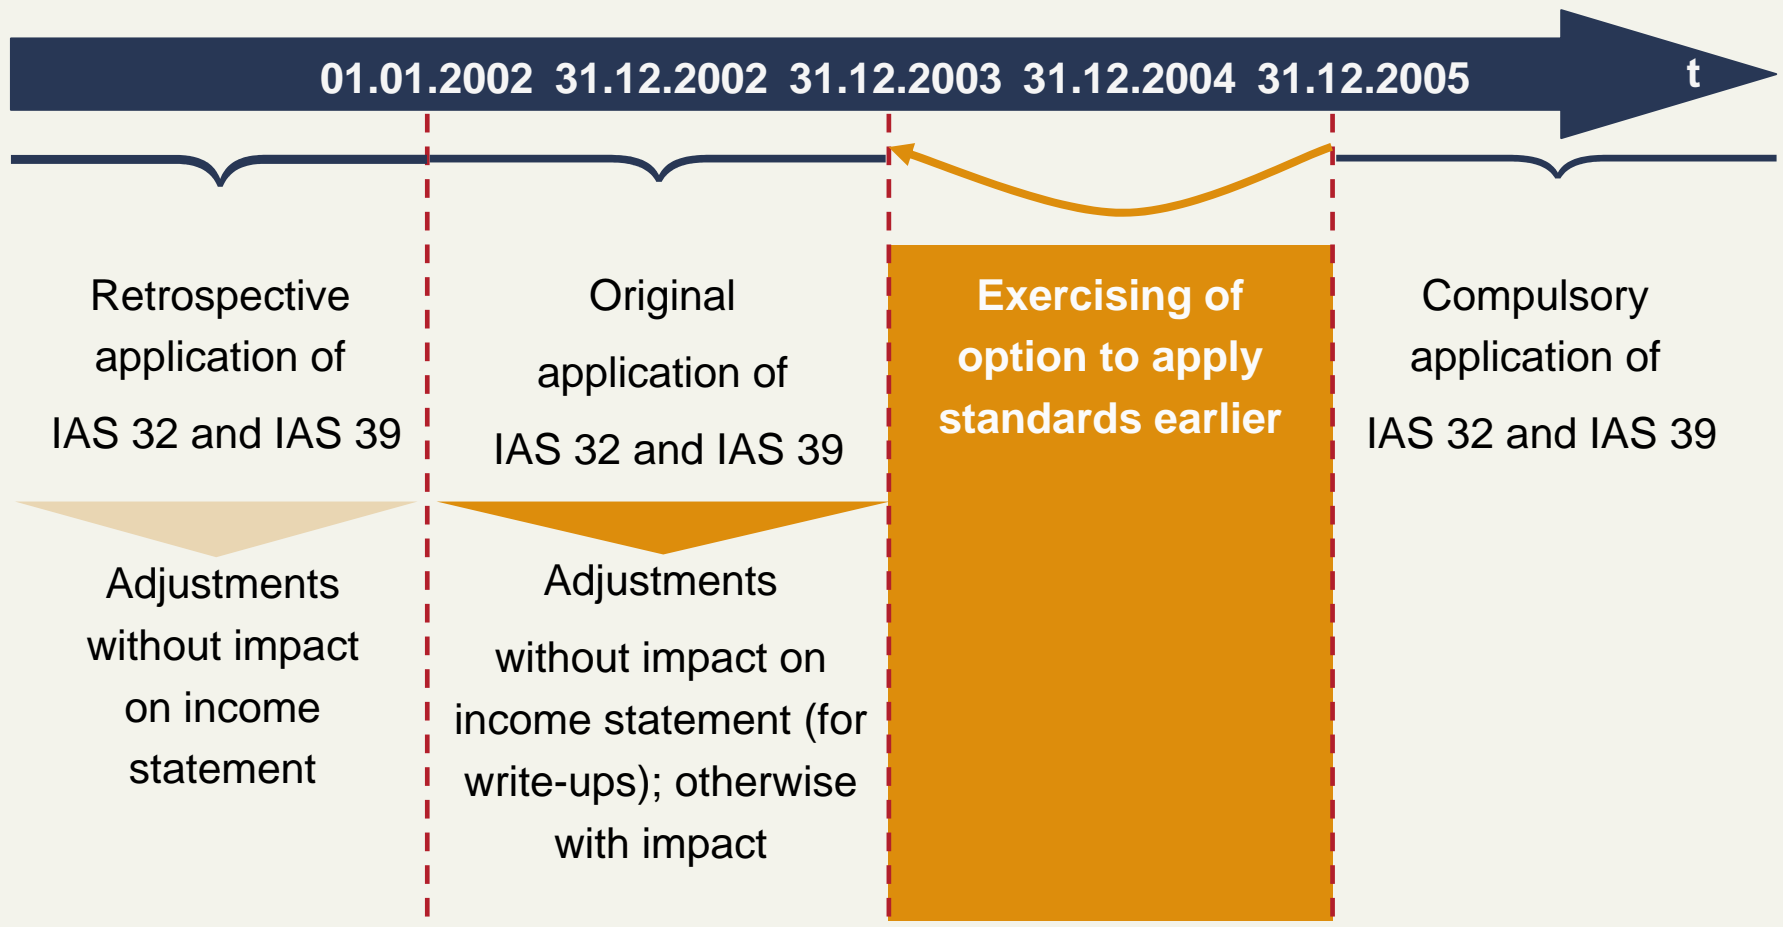 01.01.2002 31.12.2002 31.12.2003 31.12.2004 31.12.2005 t
Retrospective
application of
IAS 32 and IAS 39
Adjustments
without impact
on income
statement
Original
application of
IAS 32 and IAS 39
Adjustments
without impact on
income statement (for
write-ups); otherwise
with impact
Exercising of
option to apply
standards earlier
Compulsory
application of
IAS 32 and IAS 39